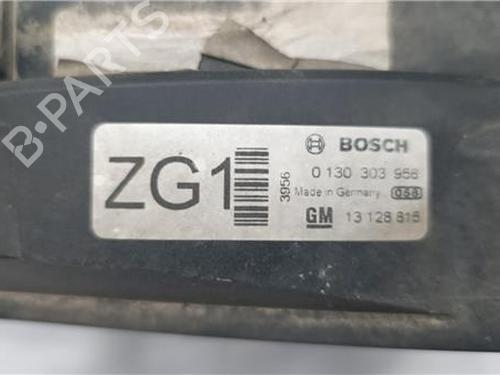 B-PARTS
ZG1
3956
BOSCH
0 130 303 956
Made in Germany
GM 13 128 815